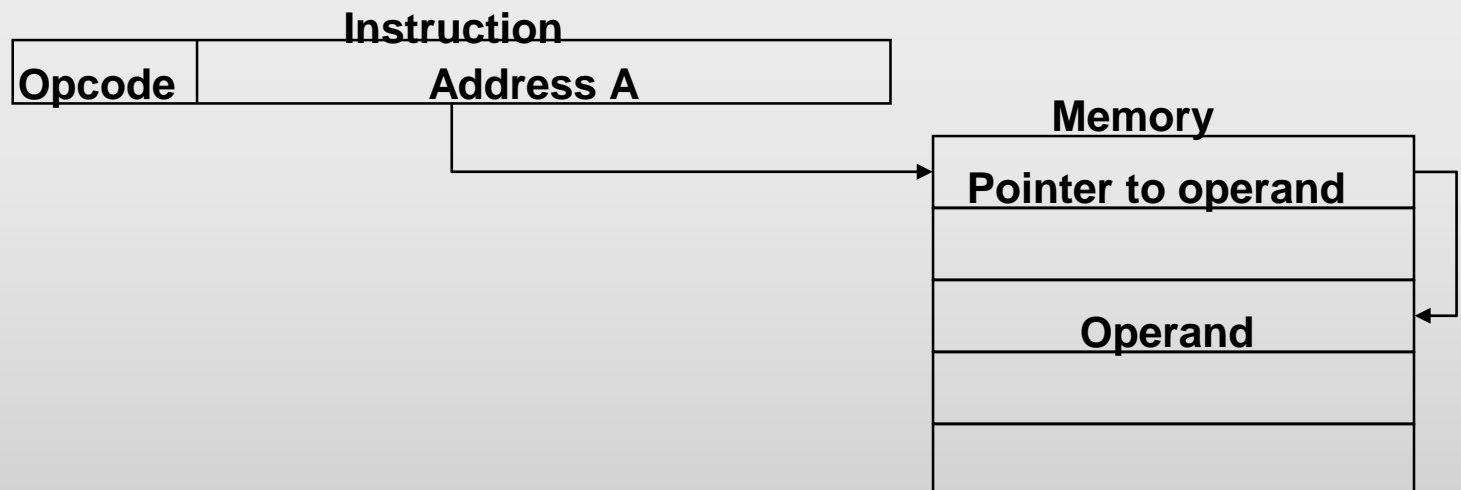 Instruction
Opcode
Address A
Memory
Pointer to operand
Operand